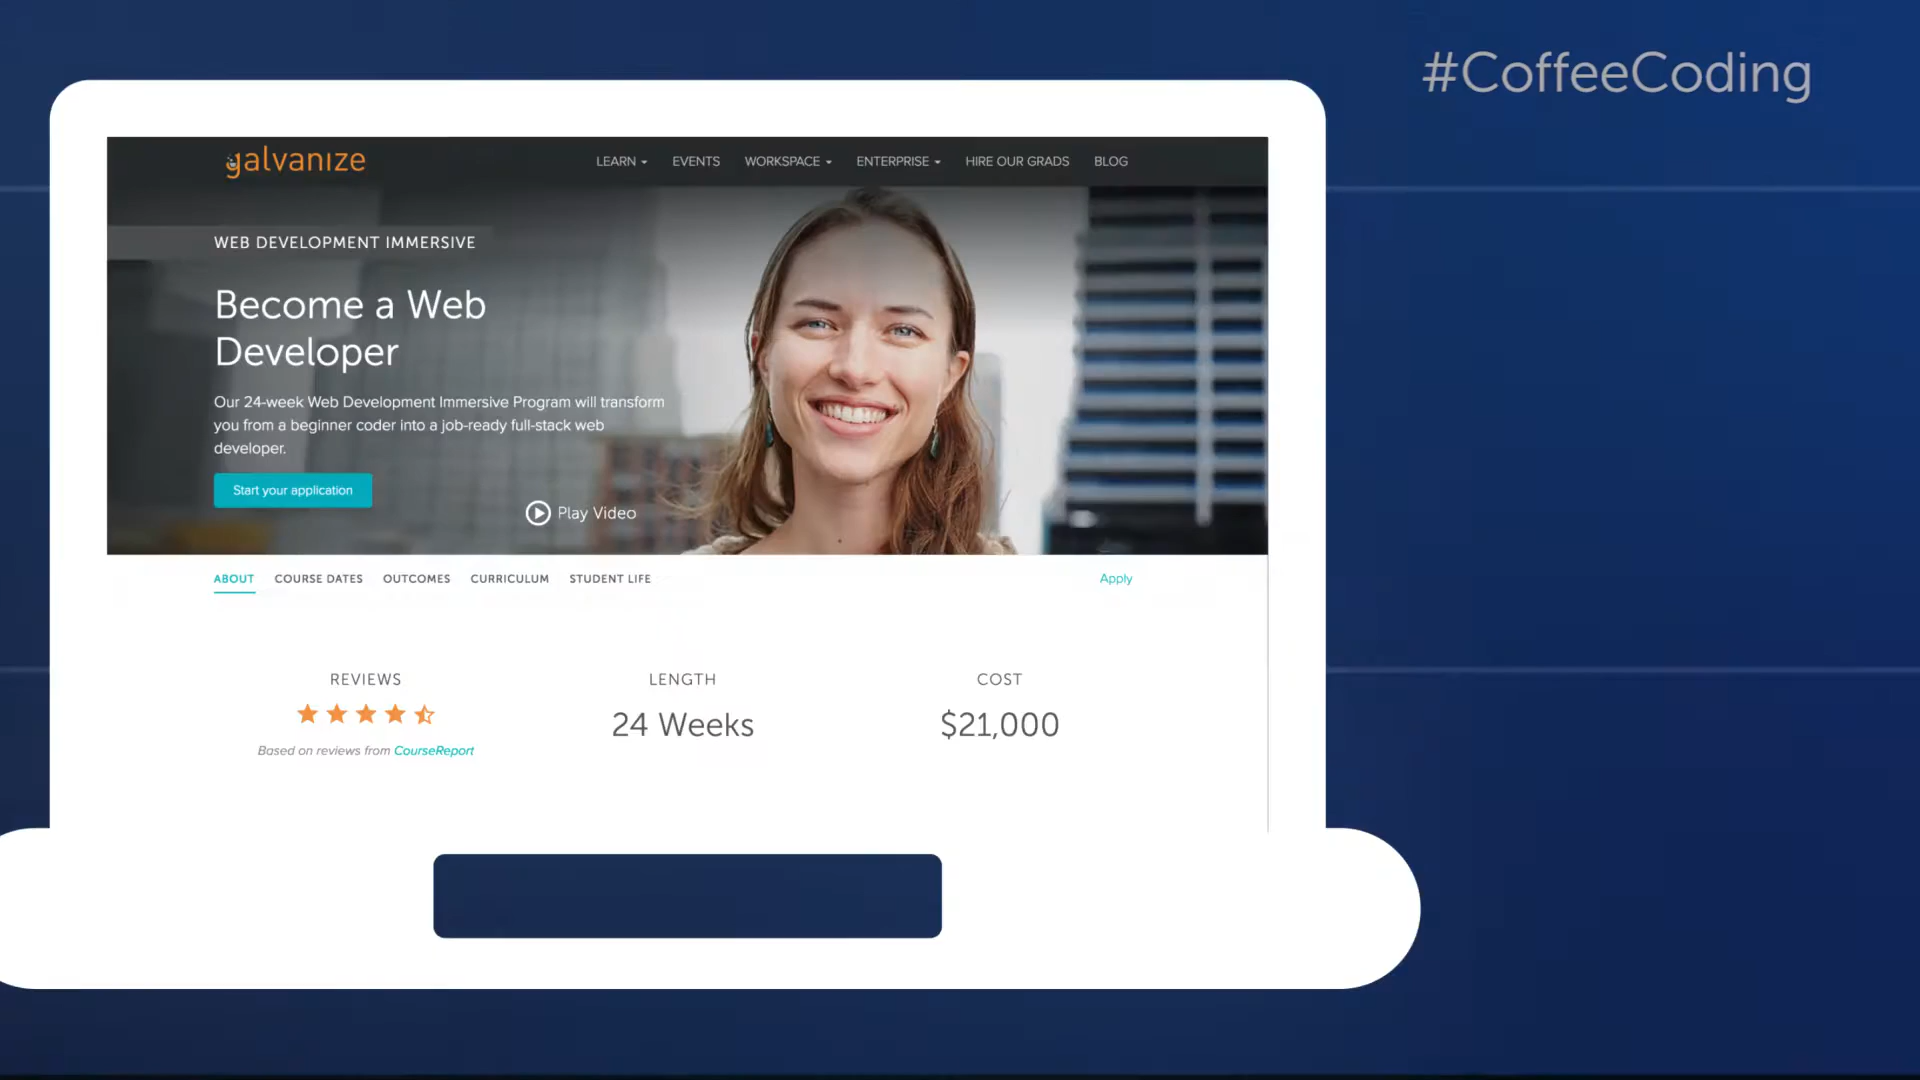 #CoffeeCoding
galvanize
LEARN EVENTS WORKSPACE ENTERPRISE HIRE OUR GRADS BLOG
WEB DEVELOPMENT IMMERSIVE
Become a Web
Developer
Our 24-week Web Development Immersive Program will transform
you from a beginner coder into a job-ready full-stack web
developer.
Start your application
Play Video
ABOUT COURSE DATES OUTCOMES CURRICULUM STUDENT LIFE Apply
REVIEWS LENGTH COST
24 Weeks $21,000
Based on reviews from CourseReport